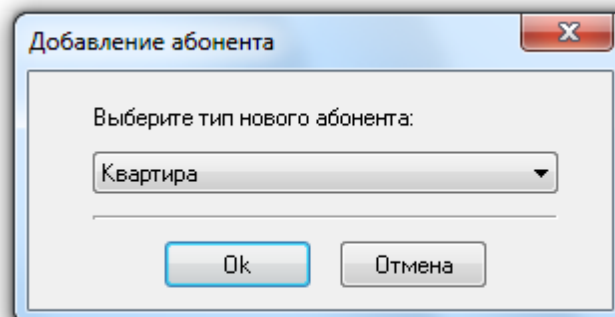 Добавление абонента
Выберите тип нового абонента:
Квартира
Ok
Отмена